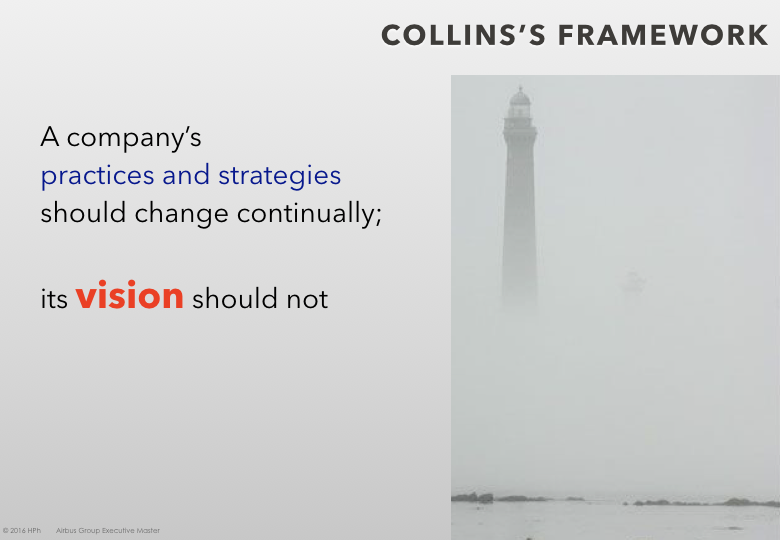 COLLINS’S FRAMEWORK
A company’s
practices and strategies
should change continually;
its vision should not
© 2016 HPh Airbus Group Executive Master